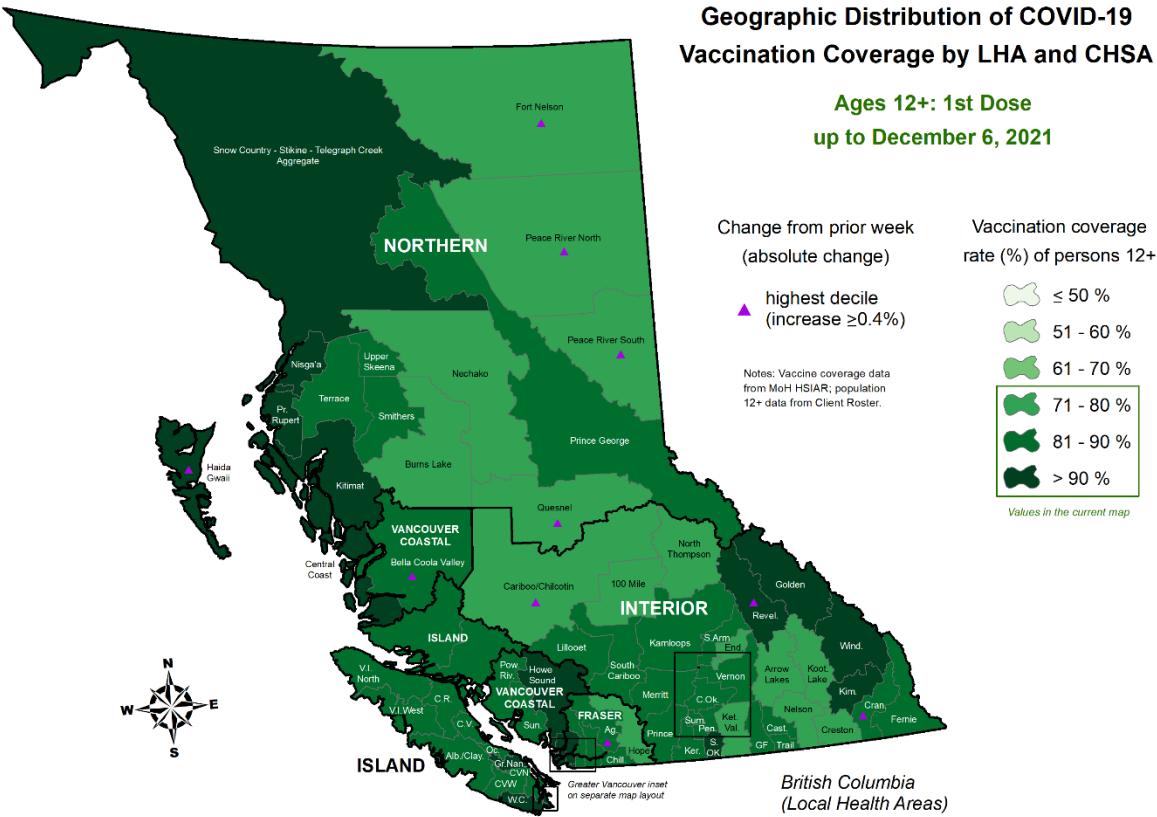 Geographic Distribution of COVID-19
Vaccination Coverage by LHA and CHSA
Ages 12+: 1st Dose
up to December 6, 2021
Change from prior week
(absolute change)
highest decile
(increase ≥0.4%)
Notes: Vaccine coverage data
from MoH HSIAR; population
12+ data from Client Roster.
Vaccination coverage
rate (%) of persons 12+
≤ 50 %
51 - 60 %
61 - 70 %
71 - 80 %
81 - 90 %
> 90 %
Values in the current map
Fort Nelson
Snow Country - Stikine - Telegraph Creek
Aggregate
NORTHERN
Peace River North
Peace River South
Nisga'a
Upper
Skeena
Nechako
Terrace
Pr.
Rupert
Smithers
Prince George
Haida
Gwaii
Burns Lake
Kitimat
Quesnel
VANCOUVER
COASTAL
Bella Coola Valley
Central
Coast
North
Thompson
Cariboo/Chilcotin
100 Mile
Golden
INTERIOR
Revel.
ISLAND
Lillooet
Kamloops
S.Arm.
End.
Wind.
V.I.
North
Pow.
Riv.
Howe
Sound
South
Cariboo
Vernon
Arrow
Lakes
Koot.
Lake
VANCOUVER
COASTAL
Merritt
C.Ok.
Kim.
C.R.
V.I.West
Nelson
Cran.
FRASER
Sum.
Ket.
Val.
Fernie
C.V.
Sun.
Ag.
Prince
Pen.
Cast.
Creston
Alb./Clay.
Oc.
Hope
Ker.
S.
OK
GF
Trail
Gr.Nan.
Chill
ISLAND
CVN
CVW
W.C.
Greater Vancouver inset
on separate map layout
N
W
E
S
British Columbia
(Local Health Areas)